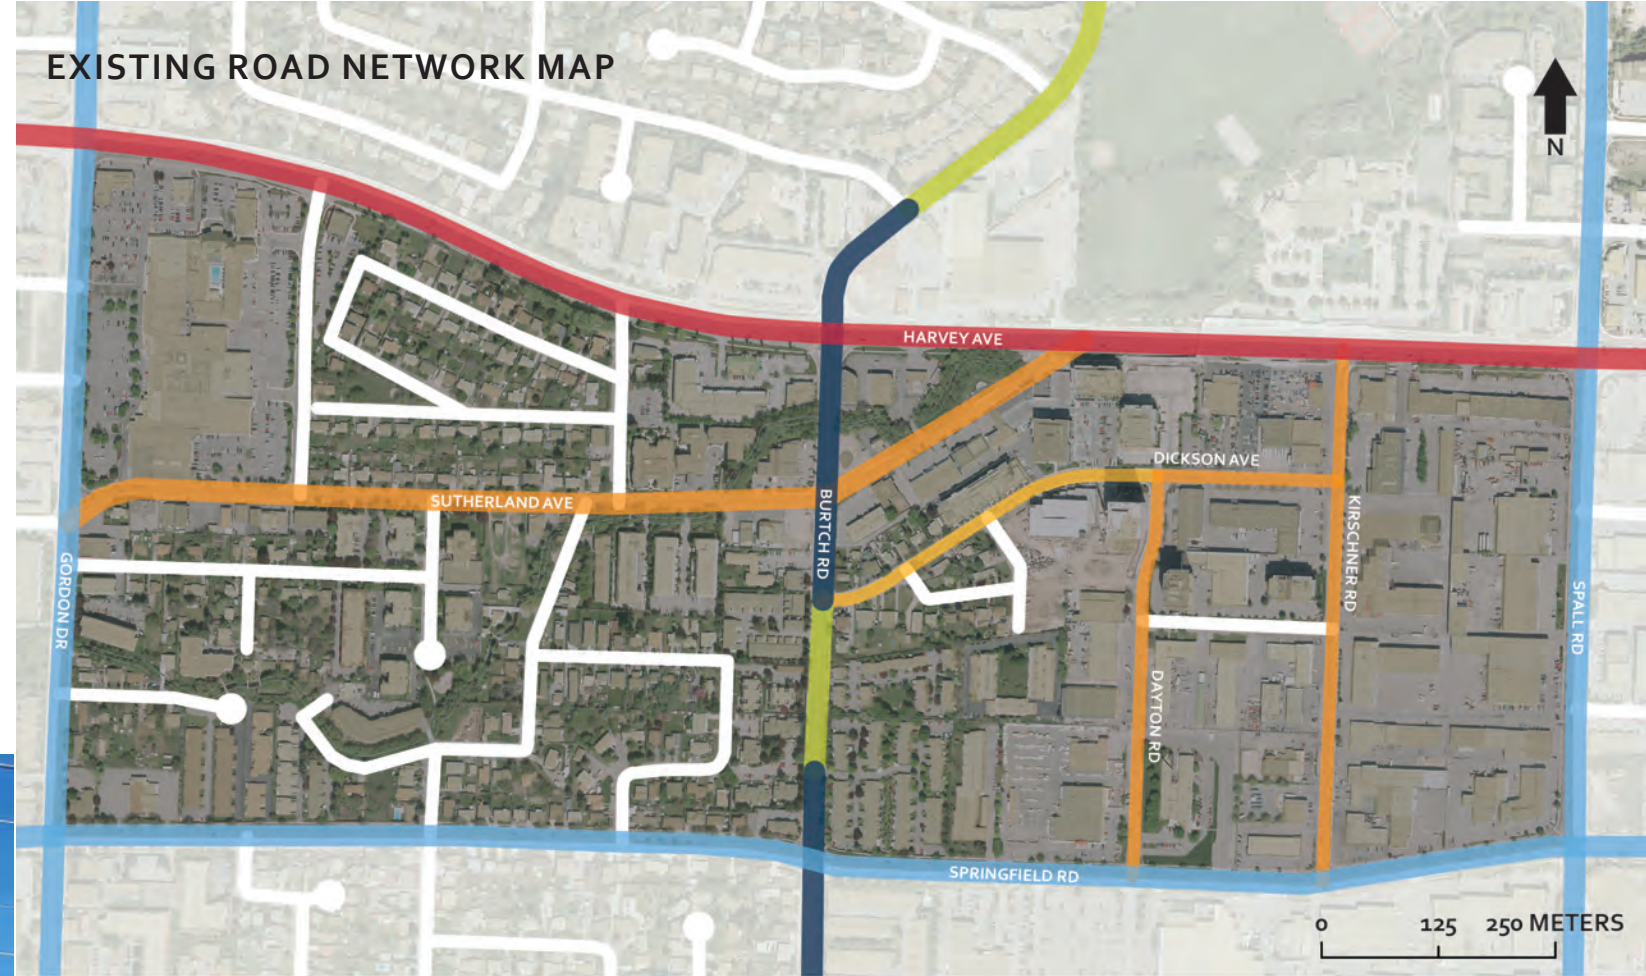 EXISTING ROAD NETWORK MAP
N
HARVEY AVE
DICKSON AVE
SUTHERLAND AVE
BURTCH RD
KIRSCHNER RD
GORDON DR
SPALL RD
DAYTON RD
SPRINGFIELD RD
0 125 250 METERS